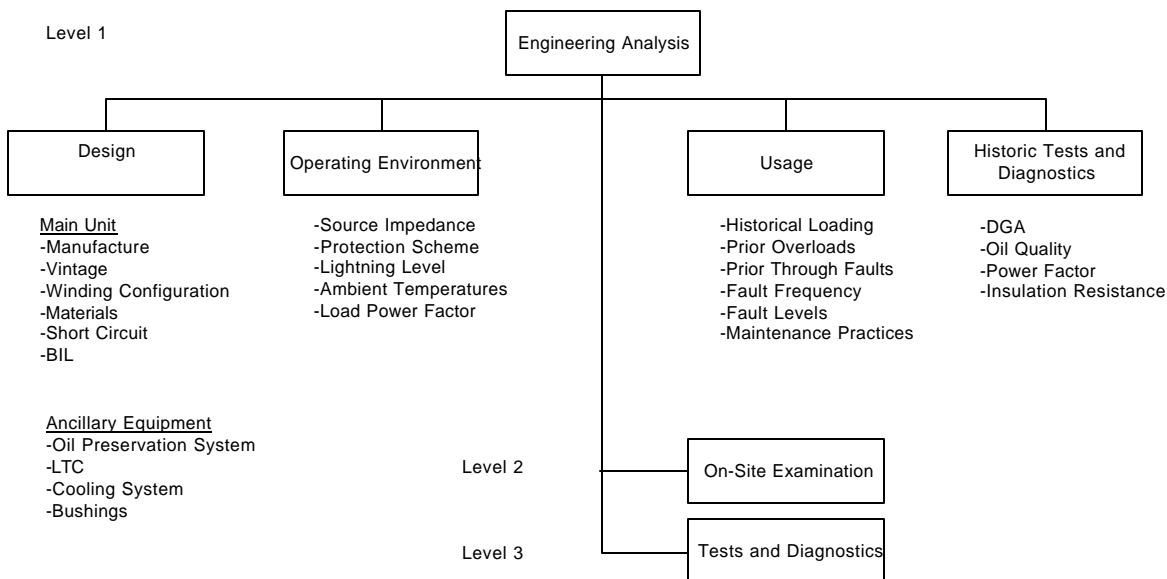 Level 1
Engineering Analysis
Design
Main Unit
-Manufacture
-Vintage
-Winding Configuration
-Materials
-Short Circuit
-BIL
Ancillary Equipment
-Oil Preservation System
-LTC
-Cooling System
-Bushings
Operating Environment
-Source Impedance
-Protection Scheme
-Lightning Level
-Ambient Temperatures
-Load Power Factor
Usage
-Historical Loading
-Prior Overloads
-Prior Through Faults
-Fault Frequency
-Fault Levels
-Maintenance Practices
Historic Tests and
Diagnostics
-DGA
-Oil Quality
-Power Factor
-Insulation Resistance
Level 2
On-Site Examination
Level 3
Tests and Diagnostics